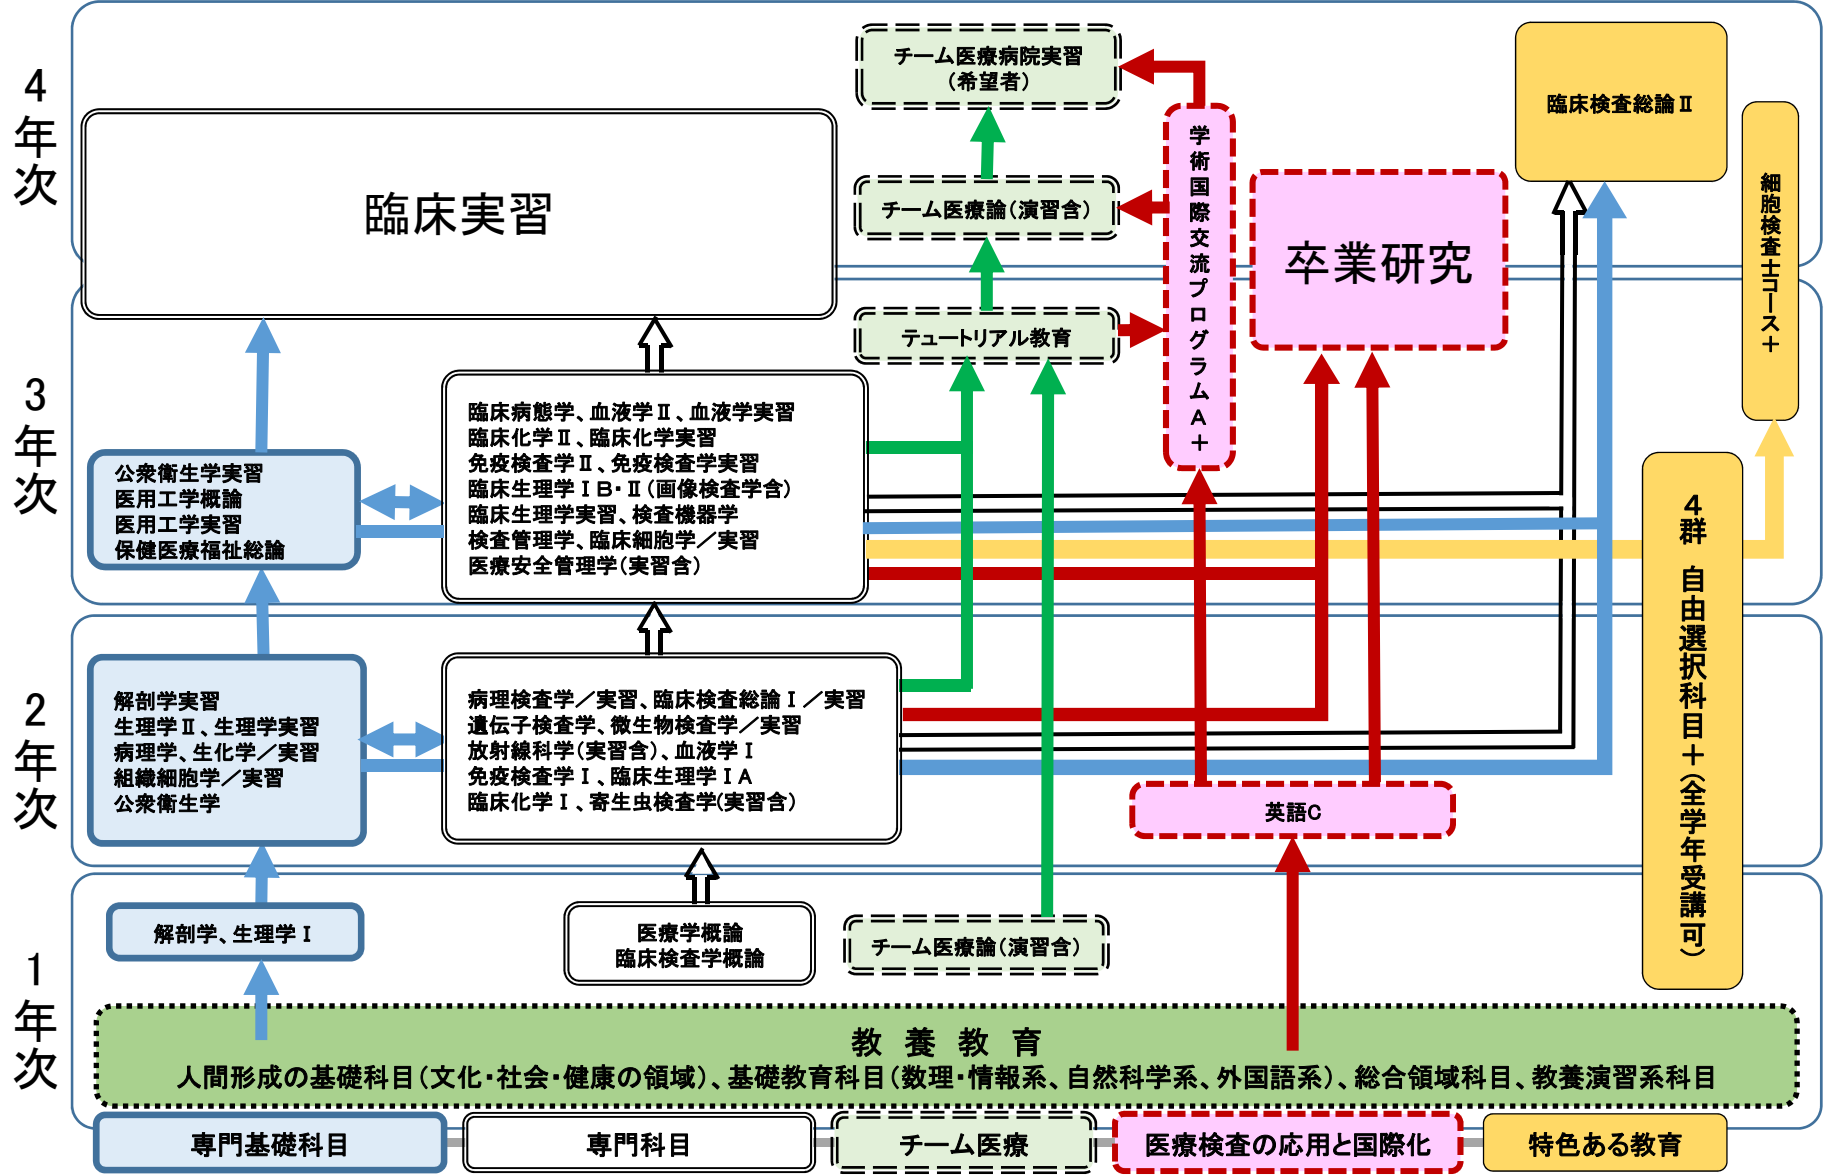 4年次
チーム医療病院実習
（希望者）
臨床検査総論Ⅱ
臨床実習
チーム医療論（演習含）
学術国際交流プログラムA＋
卒業研究
細胞検査士コース＋
3年次
テュートリアル教育
臨床病態学、血液学Ⅱ、血液学実習
臨床化学Ⅱ、臨床化学実習
免疫検査学Ⅱ、免疫検査学実習
臨床生理学ⅠB・Ⅱ（画像検査学含）
臨床生理学実習、検査機器学
検査管理学、臨床細胞学／実習
医療安全管理学（実習含）
公衆衛生学実習
医用工学概論
医用工学実習
保健医療福祉総論
4群 自由選択科目＋（全学年受講可）
2年次
解剖学実習
生理学Ⅱ、生理学実習
病理学、生化学／実習
組織細胞学／実習
公衆衛生学
病理検査学／実習、臨床検査総論Ⅰ／実習
遺伝子検査学、微生物検査学／実習
放射線科学（実習含）、血液学Ⅰ
免疫検査学Ⅰ、臨床生理学ⅠA
臨床化学Ⅰ、寄生虫検査学(実習含）
英語C
1年次
解剖学、生理学Ⅰ
医療学概論
臨床検査学概論
チーム医療論（演習含）
教 養 教 育
人間形成の基礎科目（文化・社会・健康の領域）、基礎教育科目（数理・情報系、自然科学系、外国語系）、総合領域科目、教養演習系科目
専門基礎科目
専門科目
チーム医療
医療検査の応用と国際化
特色ある教育